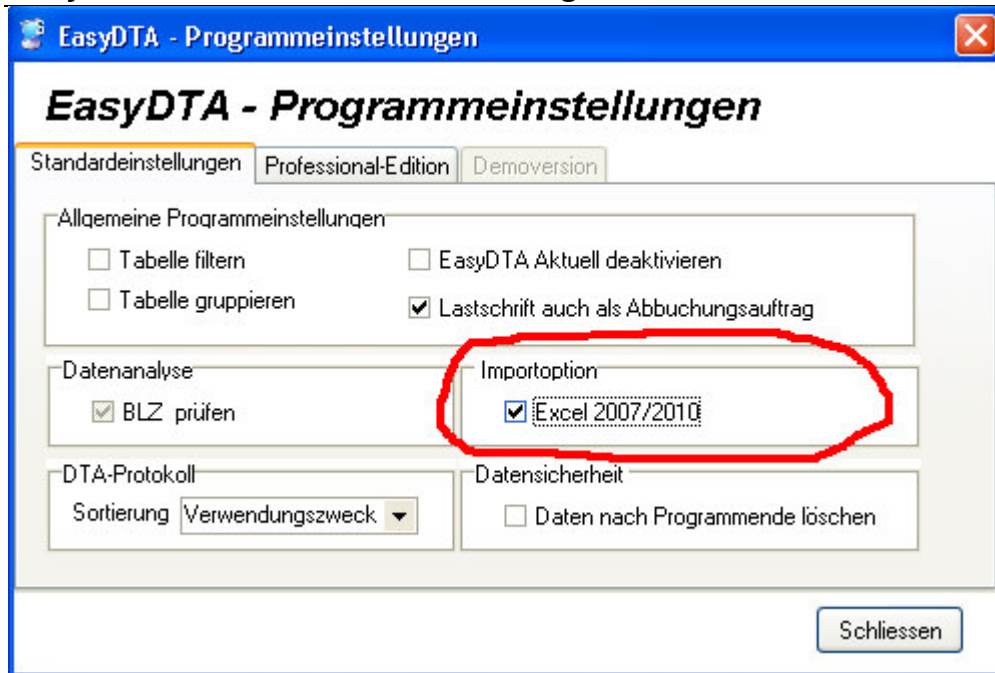 EasyDTA - Programmeinstellungen
EasyDTA - Programmeinstellungen
Standardeinstellungen Professional-Edition Demoversion
Allgemeine Programmeinstellungen
Tabelle filtern EasyDTA Aktuell deaktivieren
Tabelle gruppieren Lastschrift auch als Abbuchungsauftrag
Datenanalyse Importoption
BLZ prüfen Excel 2007/2010
DTA-Protokoll Datensicherheit
Sortierung Verwendungszweck Daten nach Programmende löschen
Schliessen